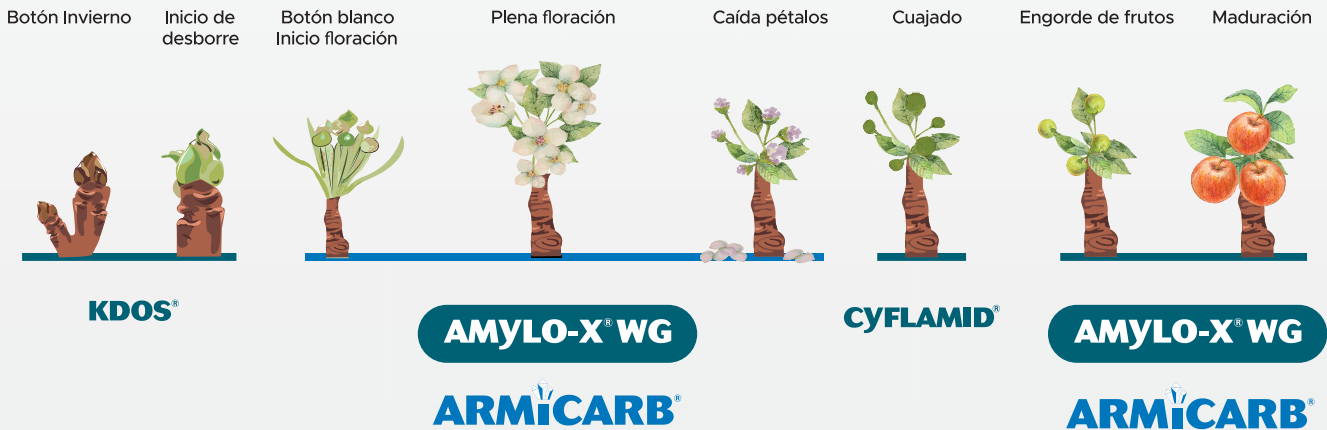 Botón Invierno
Inicio de
desborre
Botón blanco
Inicio floración
Plena floración
Caída pétalos
Cuajado
Engorde de frutos
Maduración
KDOS®
AMYLO-X® WG
ARMICARB®
CYFLAMID®
AMYLO-X® WG
ARMICARB®